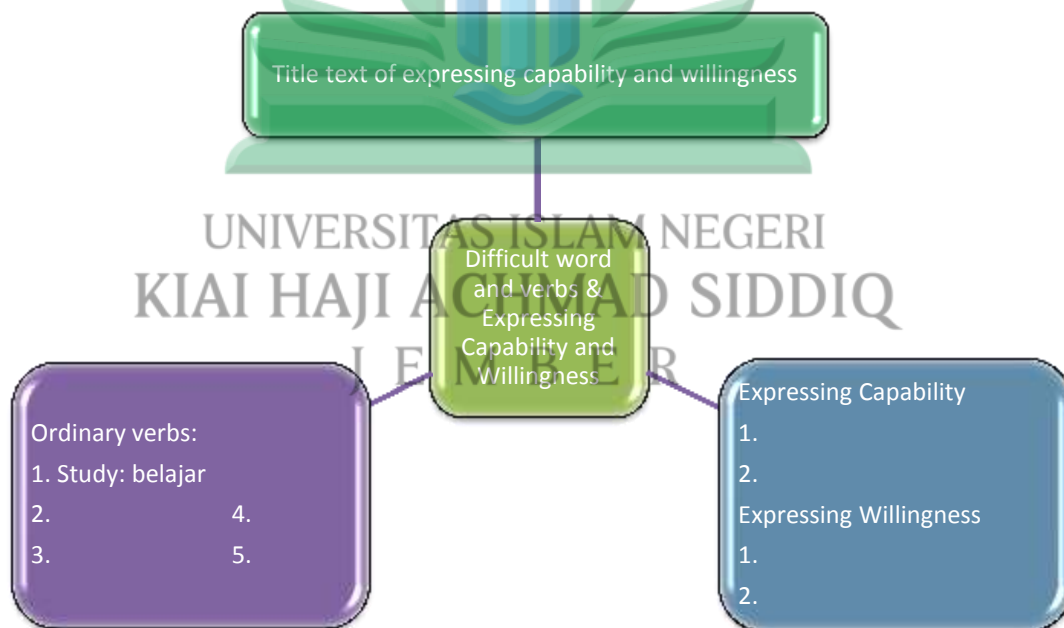 Title text of expressing capability and willingness
UNIVERSITAS ISLAM NEGERI
KIAI HAJI ACHMAD SIDDIQ
JEMBER
Difficult word
and verbs &
Expressing
Capability and
Willingness
Ordinary verbs:
1. Study: belajar
2. 4.
3. 5.
Expressing Capability
1.
2.
Expressing Willingness
1.
2.